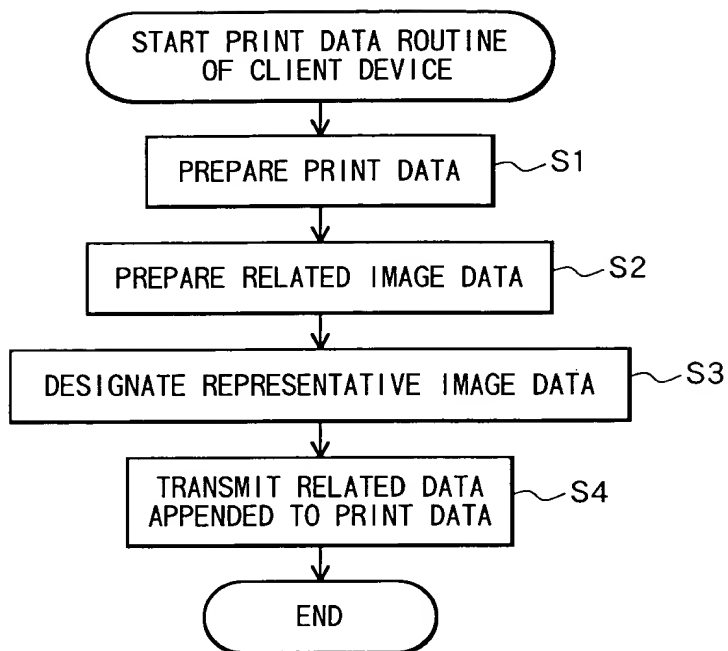 START PRINT DATA ROUTINE
OF CLIENT DEVICE
PREPARE PRINT DATA
S1
PREPARE RELATED IMAGE DATA
S2
DESIGNATE REPRESENTATIVE IMAGE DATA
S3
TRANSMIT RELATED DATA
APPENDED TO PRINT DATA
S4
END